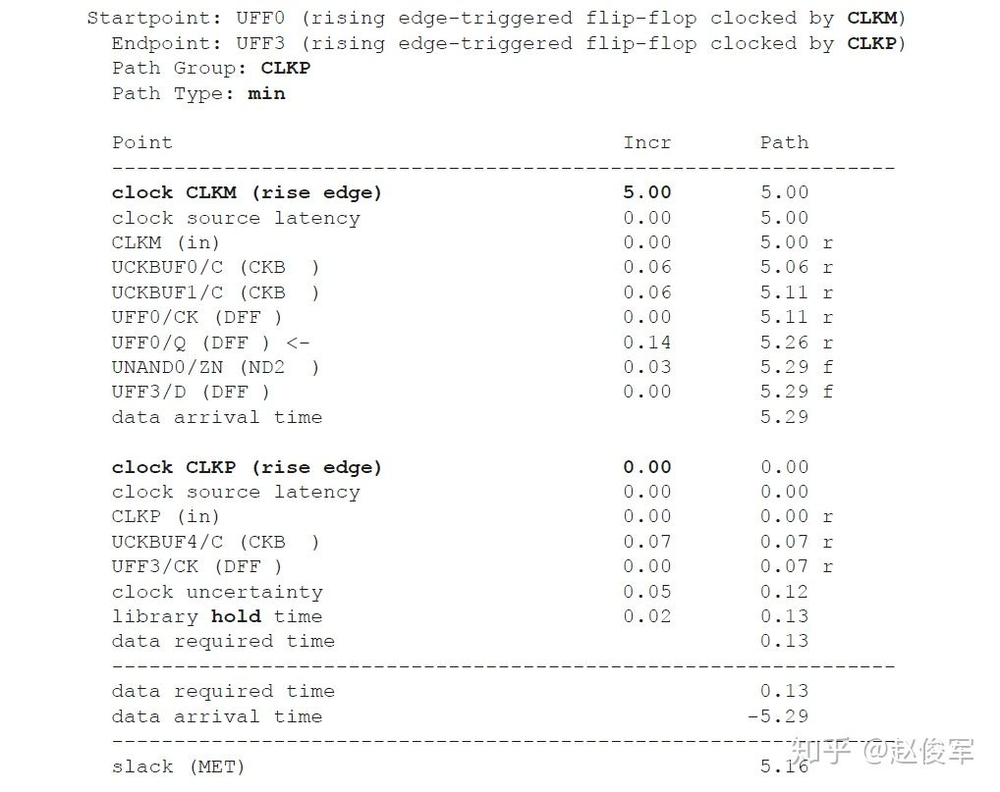 Startpoint: UFF0 (rising edge-triggered flip-flop clocked by CLKM)
Endpoint: UFF3 (rising edge-triggered flip-flop clocked by CLKP)
Path Group: CLKP
Path Type: min
Point Incr Path
---------------------------------------------------------------
clock CLKM (rise edge) 5.00 5.00
clock source latency 0.00 5.00
CLKM (in) 0.00 5.00 r
UCKBUF0/C (CKB ) 0.06 5.06 r
UCKBUF1/C (CKB ) 0.06 5.11 r
UFF0/CK (DFF ) 0.00 5.11 r
UFF0/Q (DFF ) <- 0.14 5.26 r
UNAND0/ZN (ND2 ) 0.03 5.29 f
UFF3/D (DFF ) 0.00 5.29 f
data arrival time 5.29
clock CLKP (rise edge) 0.00 0.00
clock source latency 0.00 0.00
CLKP (in) 0.00 0.00 r
UCKBUF4/C (CKB ) 0.07 0.07 r
UFF3/CK (DFF ) 0.00 0.07 r
clock uncertainty 0.05 0.12
library hold time 0.02 0.13
data required time 0.13
---------------------------------------------------------------
data required time 0.13
data arrival time -5.29
---------------------------------------------------------------
slack (MET) 5.16
知乎 @赵俊军